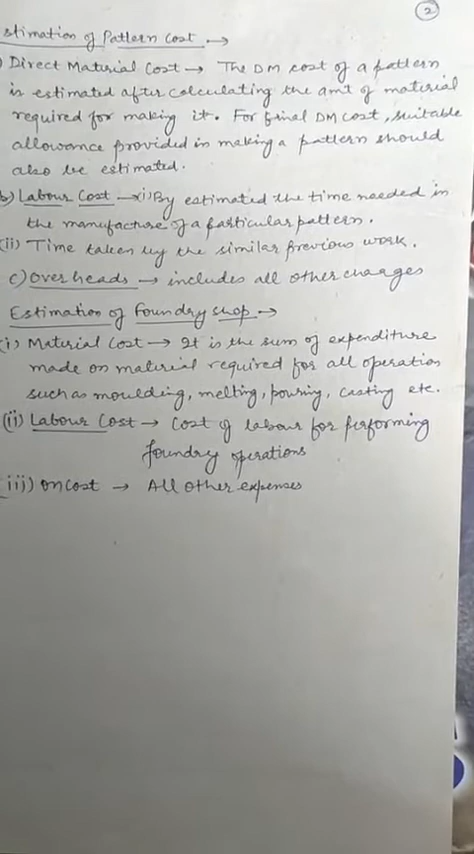 2
stimation of Pattern Cost →
) Direct Material Cost → The DM cost of a pattern
is estimated after calculating the amt of material
required for making it. For final DM cost, suitable
allowance provided in making a pattern should
also be estimated.
b) Labour Cost → (i) By estimated the time needed in
the manufacture of a particular pattern.
(ii) Time taken by the similar previous work.
c) Over heads → includes all other charges
Estimation of Foundry shop →
(i) Material Cost → It is the sum of expenditure
made on material required for all operation
such as moulding, melting, pouring, casting etc.
(ii) Labour Cost → Cost of labour for performing
foundry operations
(iii) on cost → All other expenses